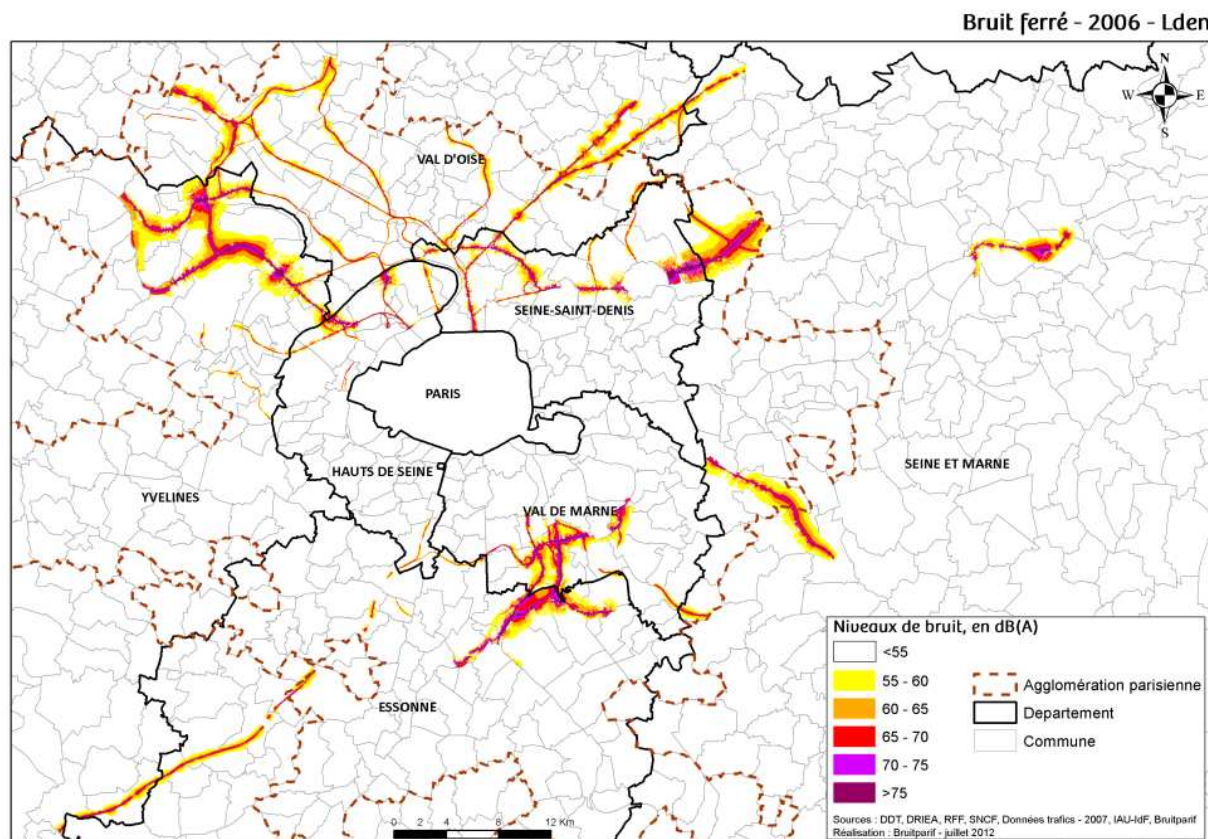 Bruit ferré - 2006 - Lden
N
W E
S
VAL D'OISE
SEINE-SAINT-DENIS
PARIS
HAUTS DE SEINE
SEINE ET MARNE
YVELINES
VAL DE MARNE
ESSONNE
Niveaux de bruit, en dB(A)
<55
55 - 60
60 - 65
65 - 70
70 - 75
>75
Agglomération parisienne
Departement
Commune
0 2 4 8 12 Km
Sources : DDT, DRIEA, RFF, SNCF, Données trafics - 2007, IAU-IdF, Bruitparif
Réalisation : Bruitparif - juillet 2012